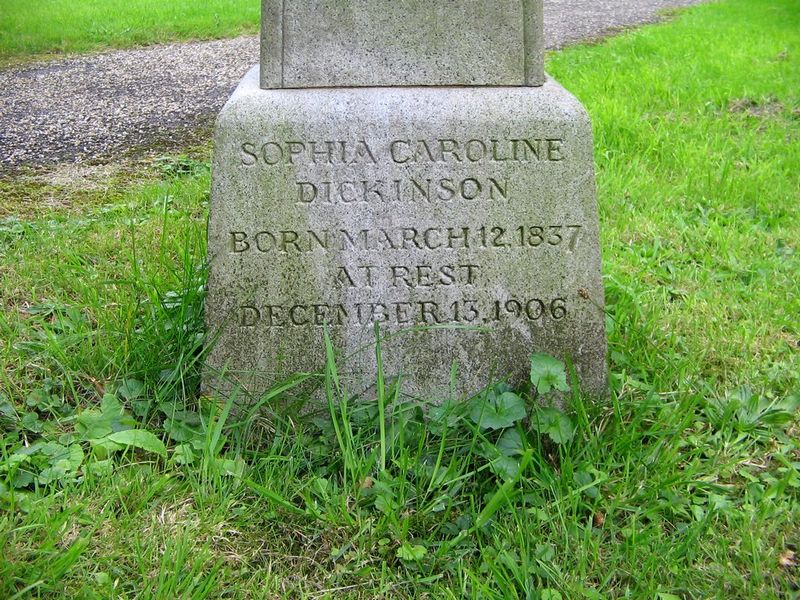 SOPHIA CAROLINE
DICKINSON
BORN MARCH 12, 1837
AT REST
DECEMBER 13, 1906